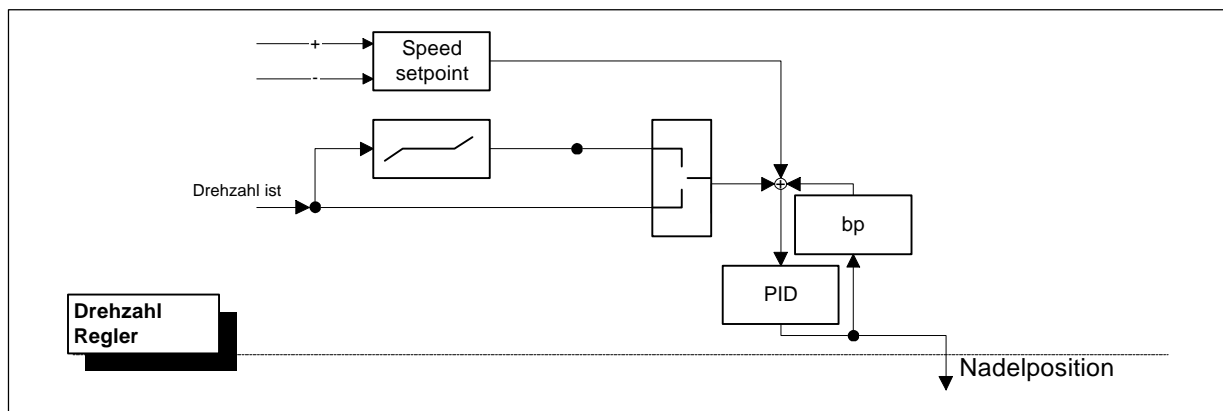 +
Speed
setpoint
-
Drehzahl ist
+
bp
PID
Drehzahl
Regler
Nadelposition